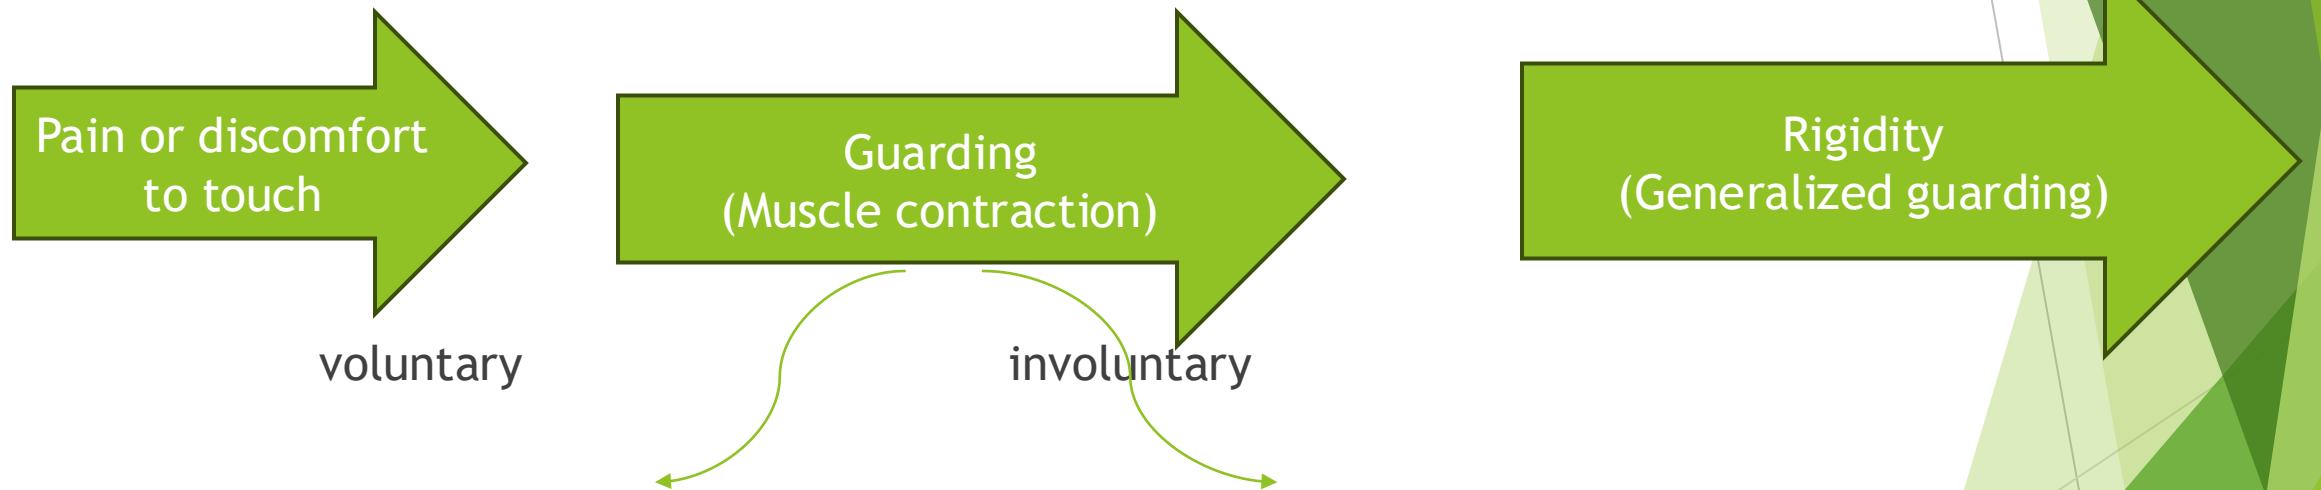 Pain or discomfort
to touch
Guarding
(Muscle contraction)
Rigidity
(Generalized guarding)
voluntary
involuntary